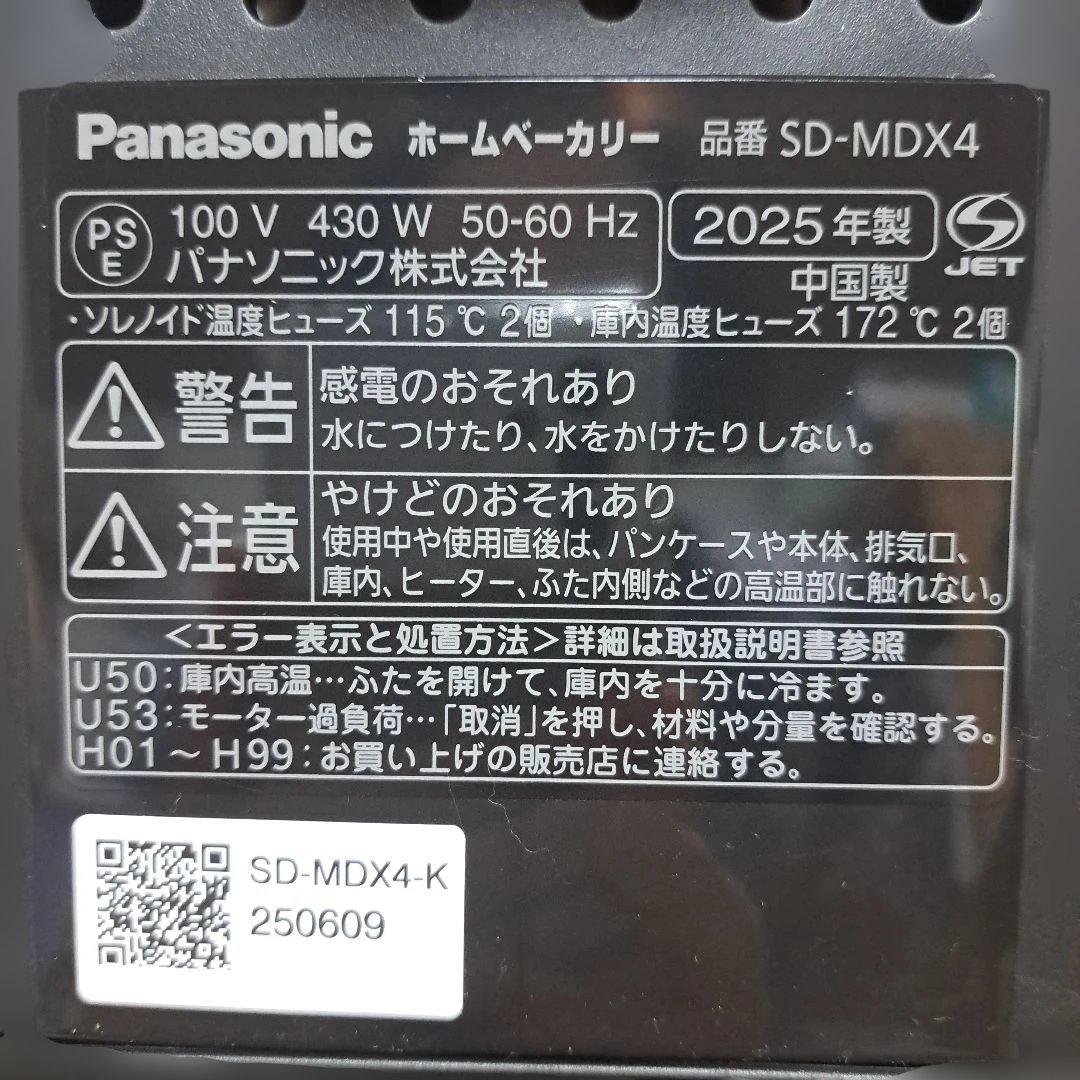 Panasonic ホームベーカリー 品番 SD-MDX4
PS
E
100 V 430 W 50-60 Hz
パナソニック株式会社
2025 年製
中国製
JET
・ソレノイド温度ヒューズ 115 ℃ 2個 ・庫内温度ヒューズ 172 ℃ 2個
警告
感電のおそれあり
水につけたり、水をかけたりしない。
注意
やけどのおそれあり
使用中や使用直後は、パンケースや本体、排気口、
庫内、ヒーター、ふた内側などの高温部に触れない。
<エラー表示と処置方法>詳細は取扱説明書参照
U50:庫内高温…ふたを開けて、庫内を十分に冷ます。
U53:モーター過負荷…「取消」を押し、材料や分量を確認する。
H01～H99:お買い上げの販売店に連絡する。
SD-MDX4-K
250609